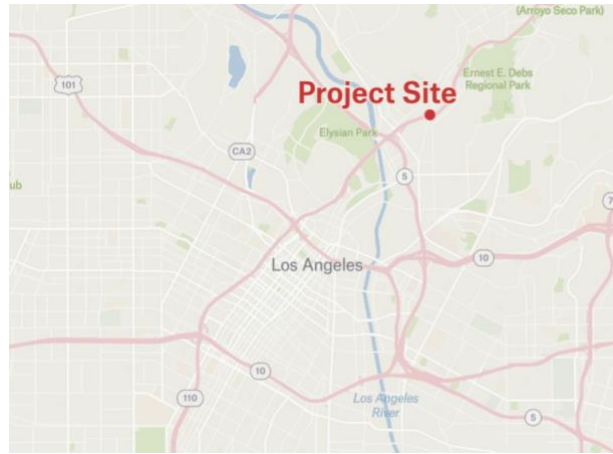 (Arroyo Seco Park)
101
Ernest E. Debs
Regional Park
Project Site
Elysian Park
CA2
5
ub
7
Los Angeles
10
10
110
Los Angeles
River
5